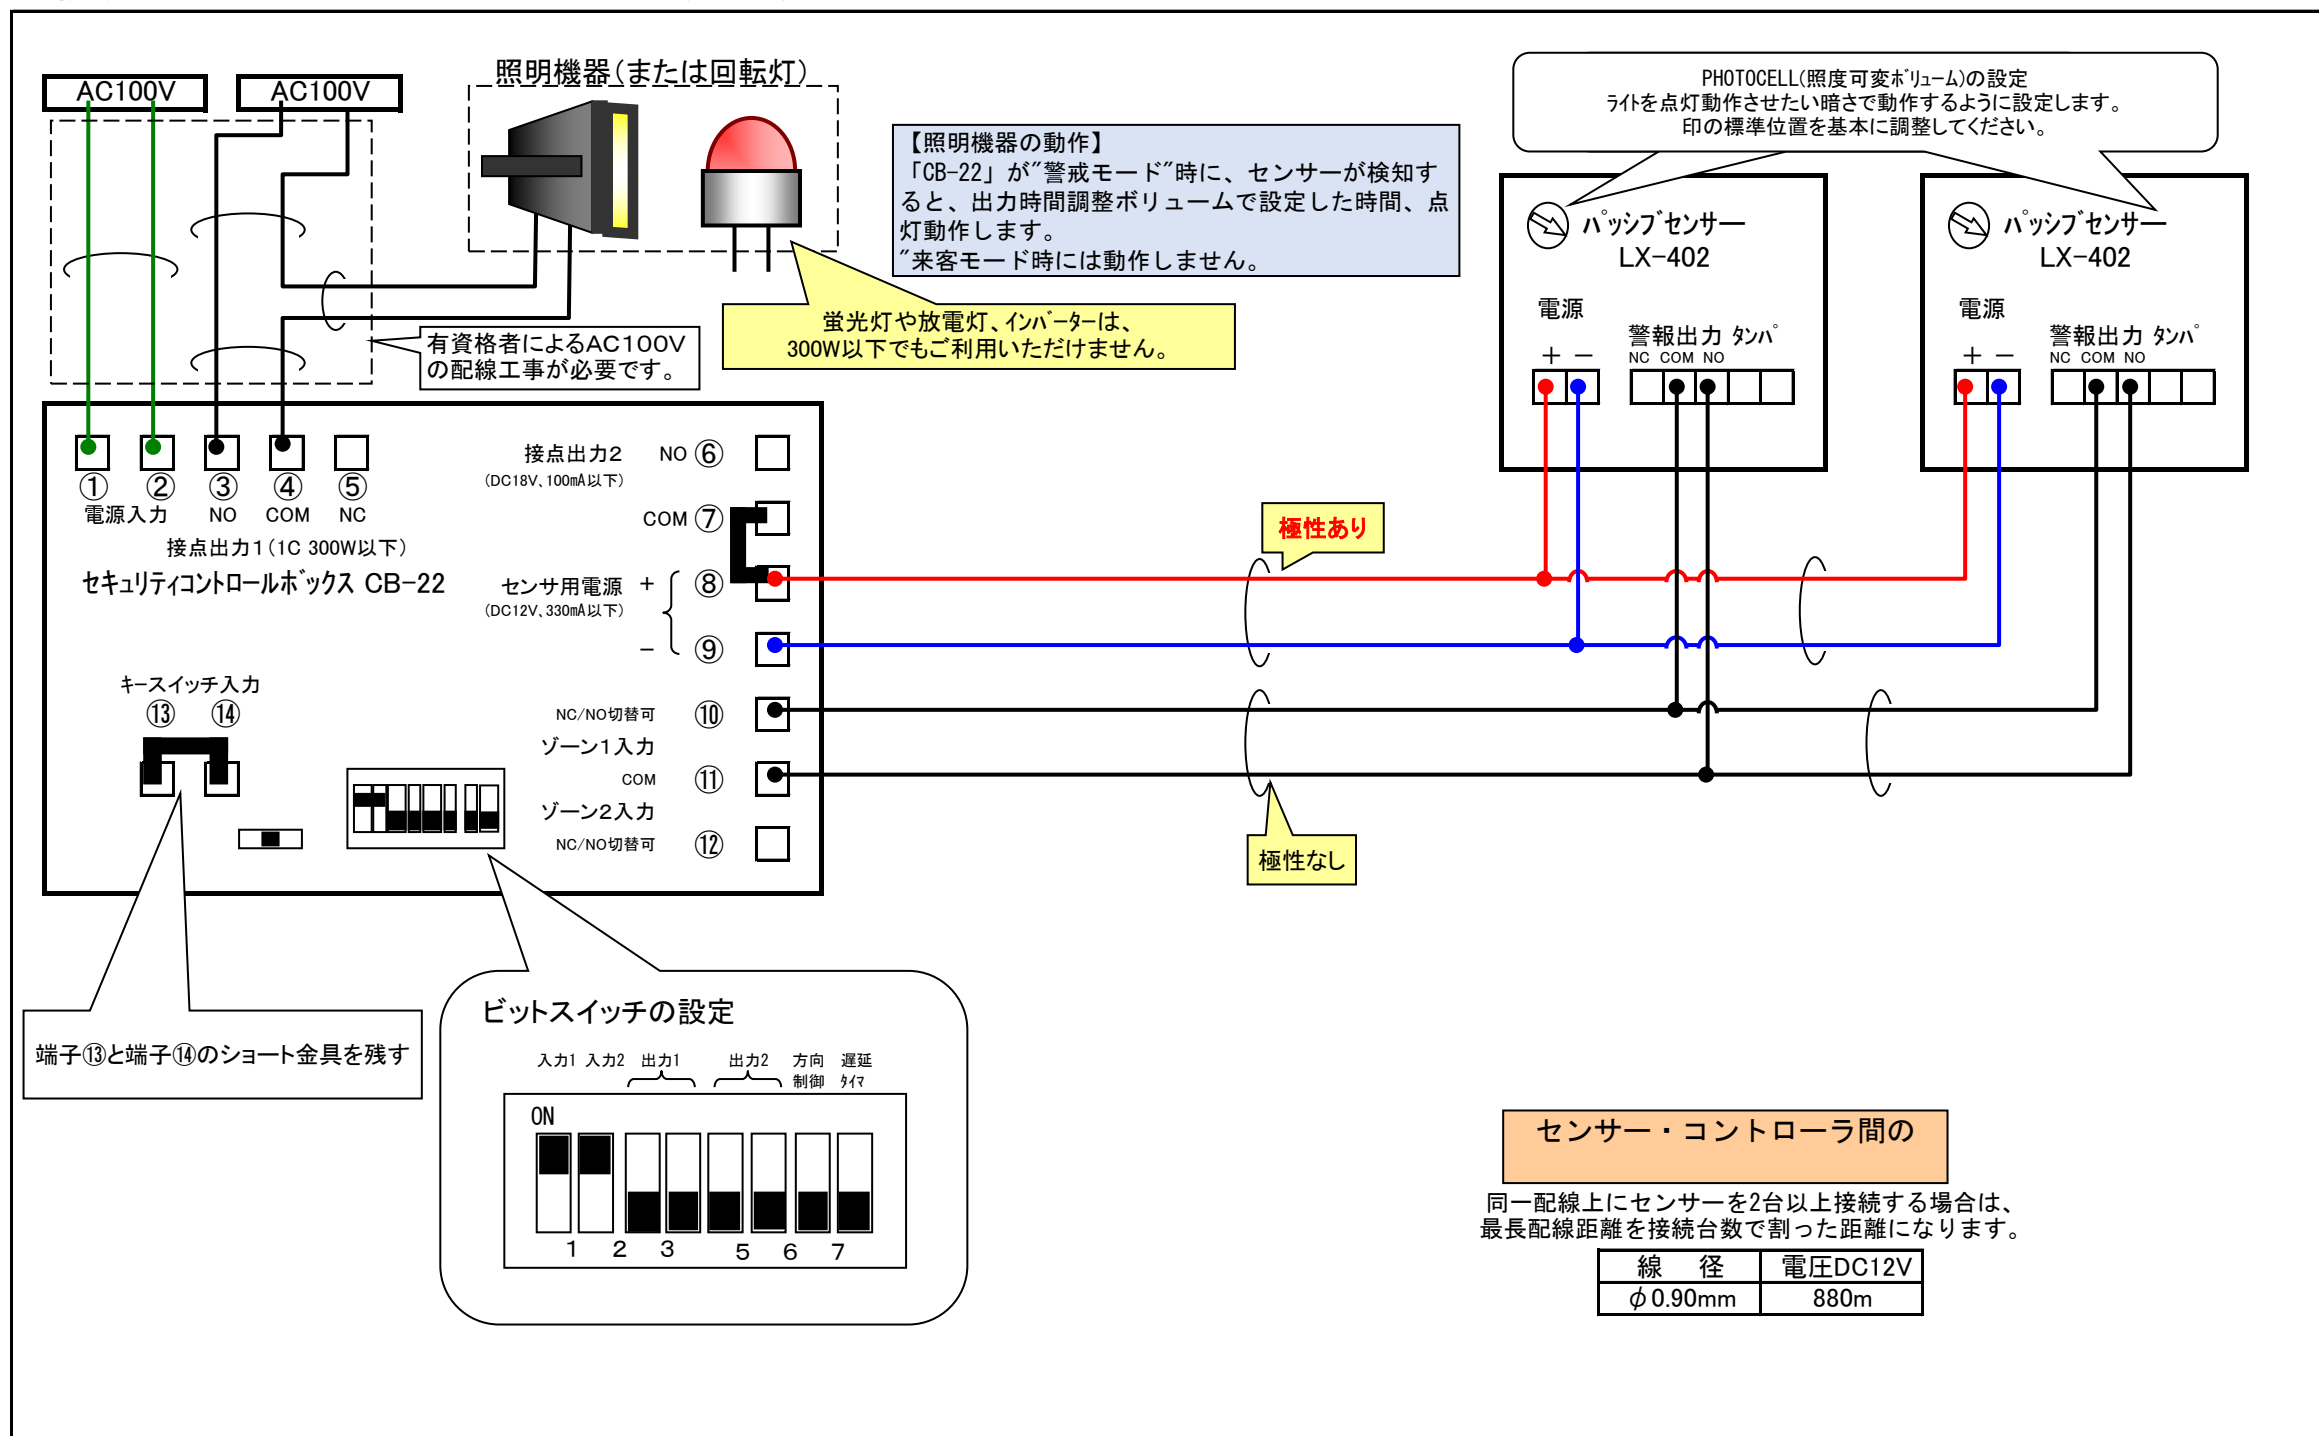 AC100V
AC100V
照明機器(または回転灯)
【照明機器の動作】
「CB-22」が"警戒モード"時に、センサーが検知す
ると、出力時間調整ボリュームで設定した時間、点
灯動作します。
"来客モード時には動作しません。
PHOTOCELL(照度可変ﾎﾞﾘｭｰﾑ)の設定
ﾗｲﾄを点灯動作させたい暗さで動作するように設定します。
印の標準位置を基本に調整してください。
蛍光灯や放電灯、ｲﾝﾊﾞｰﾀｰは、
300W以下でもご利用いただけません。
有資格者によるAC100V
の配線工事が必要です。
ﾊﾟｯｼﾌﾞｾﾝｻｰ
LX-402
電源
＋ －
警報出力 ﾀﾝﾊﾟ
NC COM NO
ﾊﾟｯｼﾌﾞｾﾝｻｰ
LX-402
電源
＋ －
警報出力 ﾀﾝﾊﾟ
NC COM NO
① ② ③ ④ ⑤
電源入力 NO COM NC
接点出力1(1C 300W以下)
ｾｷｭﾘﾃｨｺﾝﾄﾛｰﾙﾎﾞｯｸｽ CB-22
接点出力2 NO ⑥
(DC18V、100mA以下)
COM ⑦
センサ用電源 + ⑧
(DC12V、330mA以下)
－ ⑨
NC/NO切替可 ⑩
ゾーン1入力
COM ⑪
ゾーン2入力
NC/NO切替可 ⑫
ｷｰスイッチ入力
⑬ ⑭
極性あり
極性なし
端子⑬と端子⑭のショート金具を残す
ビットスイッチの設定
入力1 入力2 出力1 出力2 方向 遅延
制御 ﾀｲﾏ
ON
1 2 3 5 6 7
センサー・コントローラ間の
同一配線上にセンサーを2台以上接続する場合は、
最長配線距離を接続台数で割った距離になります。
線 径 電圧DC12V
φ0.90mm 880m